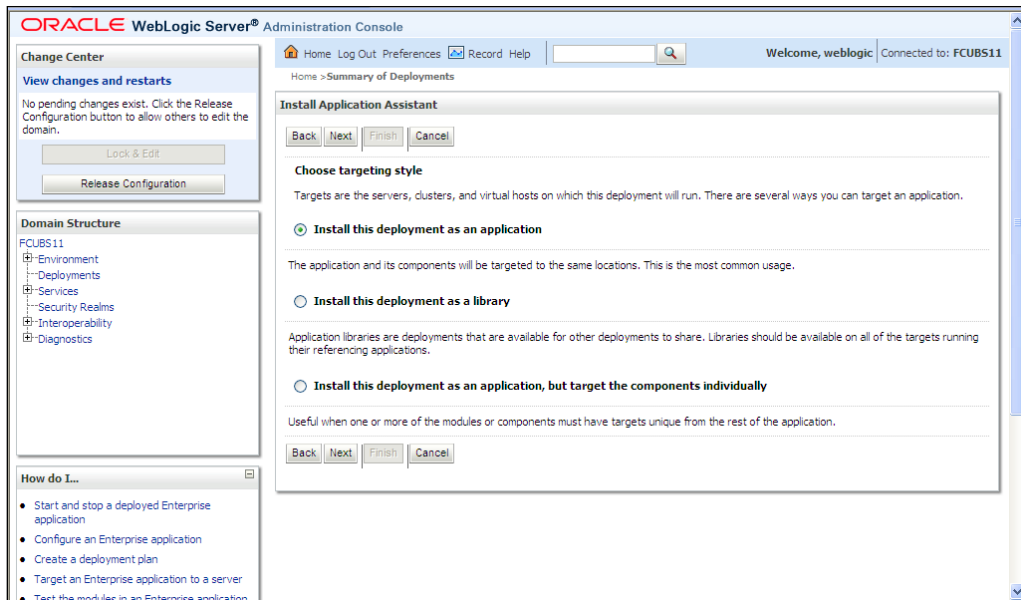 ORACLE WebLogic Server® Administration Console
Change Center
View changes and restarts
No pending changes exist. Click the Release
Configuration button to allow others to edit the
domain.
Lock & Edit
Release Configuration
Domain Structure
FCUBS11
Environment
Deployments
Services
Security Realms
Interoperability
Diagnostics
How do I...
Start and stop a deployed Enterprise
application
Configure an Enterprise application
Create a deployment plan
Target an Enterprise application to a server
Test the modules in an Enterprise application
Home Log Out Preferences Record Help
Welcome, weblogic Connected to: FCUBS11
Home >Summary of Deployments
Install Application Assistant
Back Next Finish Cancel
Choose targeting style
Targets are the servers, clusters, and virtual hosts on which this deployment will run. There are several ways you can target an application.
Install this deployment as an application
The application and its components will be targeted to the same locations. This is the most common usage.
Install this deployment as a library
Application libraries are deployments that are available for other deployments to share. Libraries should be available on all of the targets running
their referencing applications.
Install this deployment as an application, but target the components individually
Useful when one or more of the modules or components must have targets unique from the rest of the application.
Back Next Finish Cancel